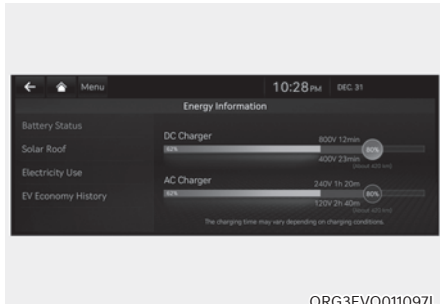 Menu
10:28 PM DEC. 31
Energy Information
Battery Status
Solar Roof
Electricity Use
EV Economy History
DC Charger
800V 12min
62%
80%
400V 23min
AC Charger
240V 1h 20m
62%
80%
120V 2h 40m
The charging time may vary depending on charging conditions.
ORG3EVQ011097L